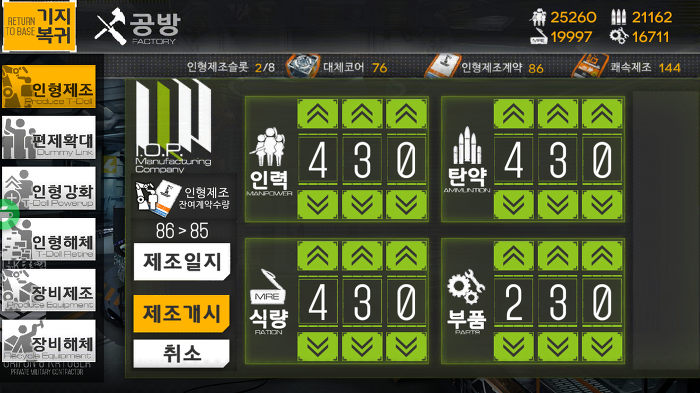 RETURN TO BASE
기지
복귀
공방
FACTORY
25260
21162
MRE
19997
16711
인형제조슬롯 2/8
대체코어 76
인형제조계약 86
쾌속제조 144
인형제조
Produce T-Doll
편제확대
Dummy Link
인형강화
T-Doll Powerup
인형해체
T-Doll Retire
장비제조
Produce Equipment
장비해체
Recycle Equipment
PRIVATE MILITARY CONTRACTOR
I.O.P.
Manufacturing
Company
인형제조
잔여계약수량
86 > 85
제조일지
제조개시
취소
인력
MANPOWER
4 3 0
탄약
AMMUNTION
4 3 0
MRE
식량
RATION
4 3 0
부품
PARTS
2 3 0